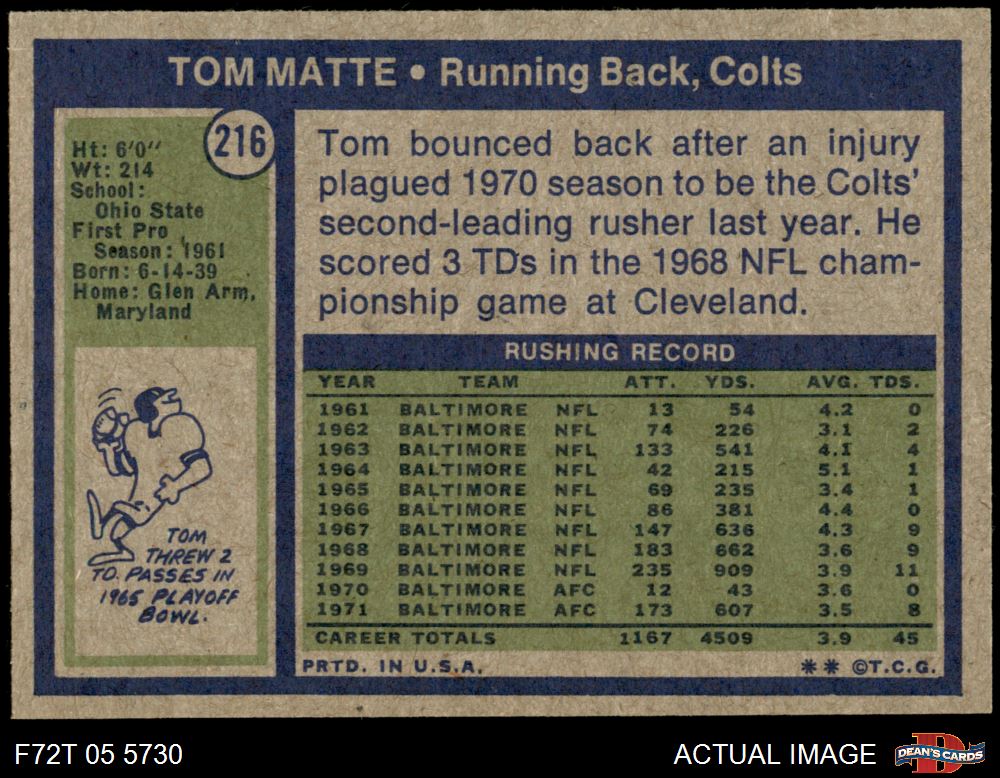 TOM MATTE • Running Back, Colts
216
Ht: 6'0"
Wt: 214
School:
Ohio State
First Pro
Season: 1961
Born: 6-14-39
Home: Glen Arm,
Maryland
TOM
THREW 2
TD. PASSES IN
1965 PLAYOFF
BOWL.
Tom bounced back after an injury
plagued 1970 season to be the Colts'
second-leading rusher last year. He
scored 3 TDs in the 1968 NFL cham-
pionship game at Cleveland.
RUSHING RECORD
YEAR TEAM ATT. YDS. AVG. TDS.
1961 BALTIMORE NFL 13 54 4.2 0
1962 BALTIMORE NFL 74 226 3.1 2
1963 BALTIMORE NFL 133 541 4.1 4
1964 BALTIMORE NFL 42 215 5.1 1
1965 BALTIMORE NFL 69 235 3.4 1
1966 BALTIMORE NFL 86 381 4.4 0
1967 BALTIMORE NFL 147 636 4.3 9
1968 BALTIMORE NFL 183 662 3.6 9
1969 BALTIMORE NFL 235 909 3.9 11
1970 BALTIMORE AFC 12 43 3.6 0
1971 BALTIMORE AFC 173 607 3.5 8
CAREER TOTALS 1167 4509 3.9 45
PRTD. IN U.S.A. ** ©T.C.G.
F72T 05 5730 ACTUAL IMAGE
D
DEAN'S CARDS